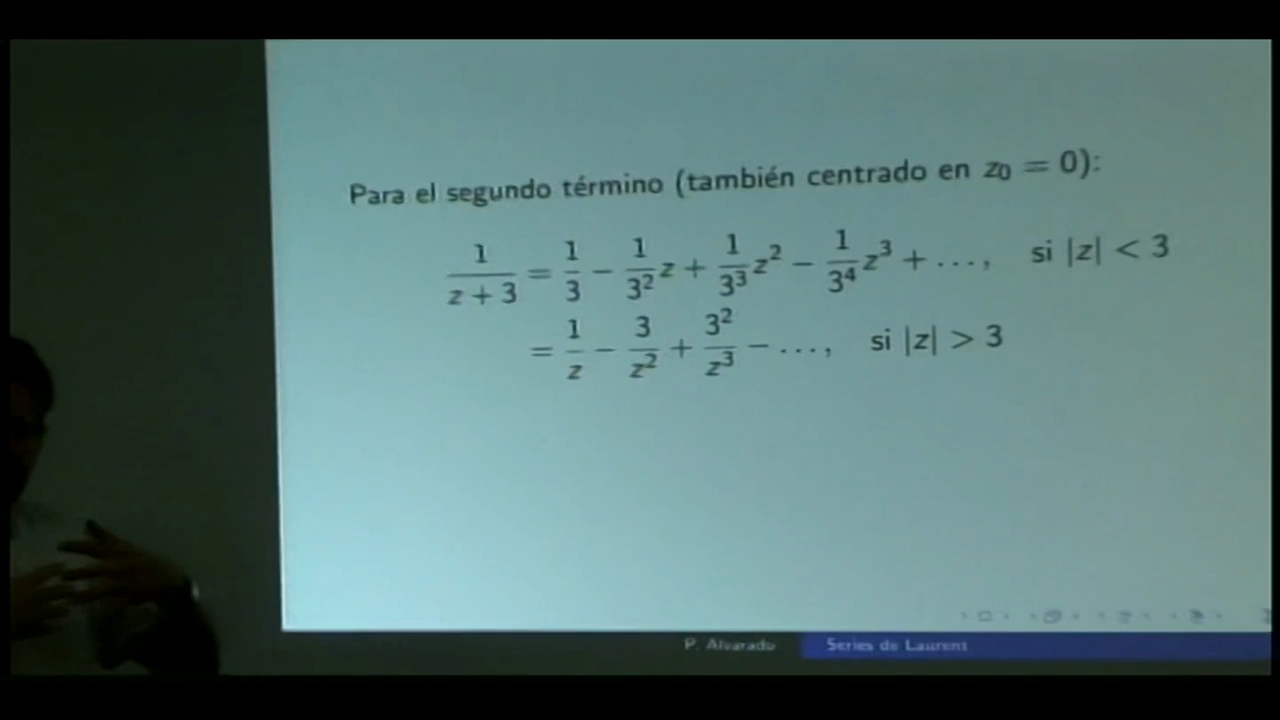 Para el segundo término (también centrado en z₀ = 0):
1/(z + 3) = 1/3 − 1/3² z + 1/3³ z² − 1/3⁴ z³ + …, si |z| < 3
= 1/z − 3/z² + 3²/z³ − …, si |z| > 3
P. Alvarado Series de Laurent